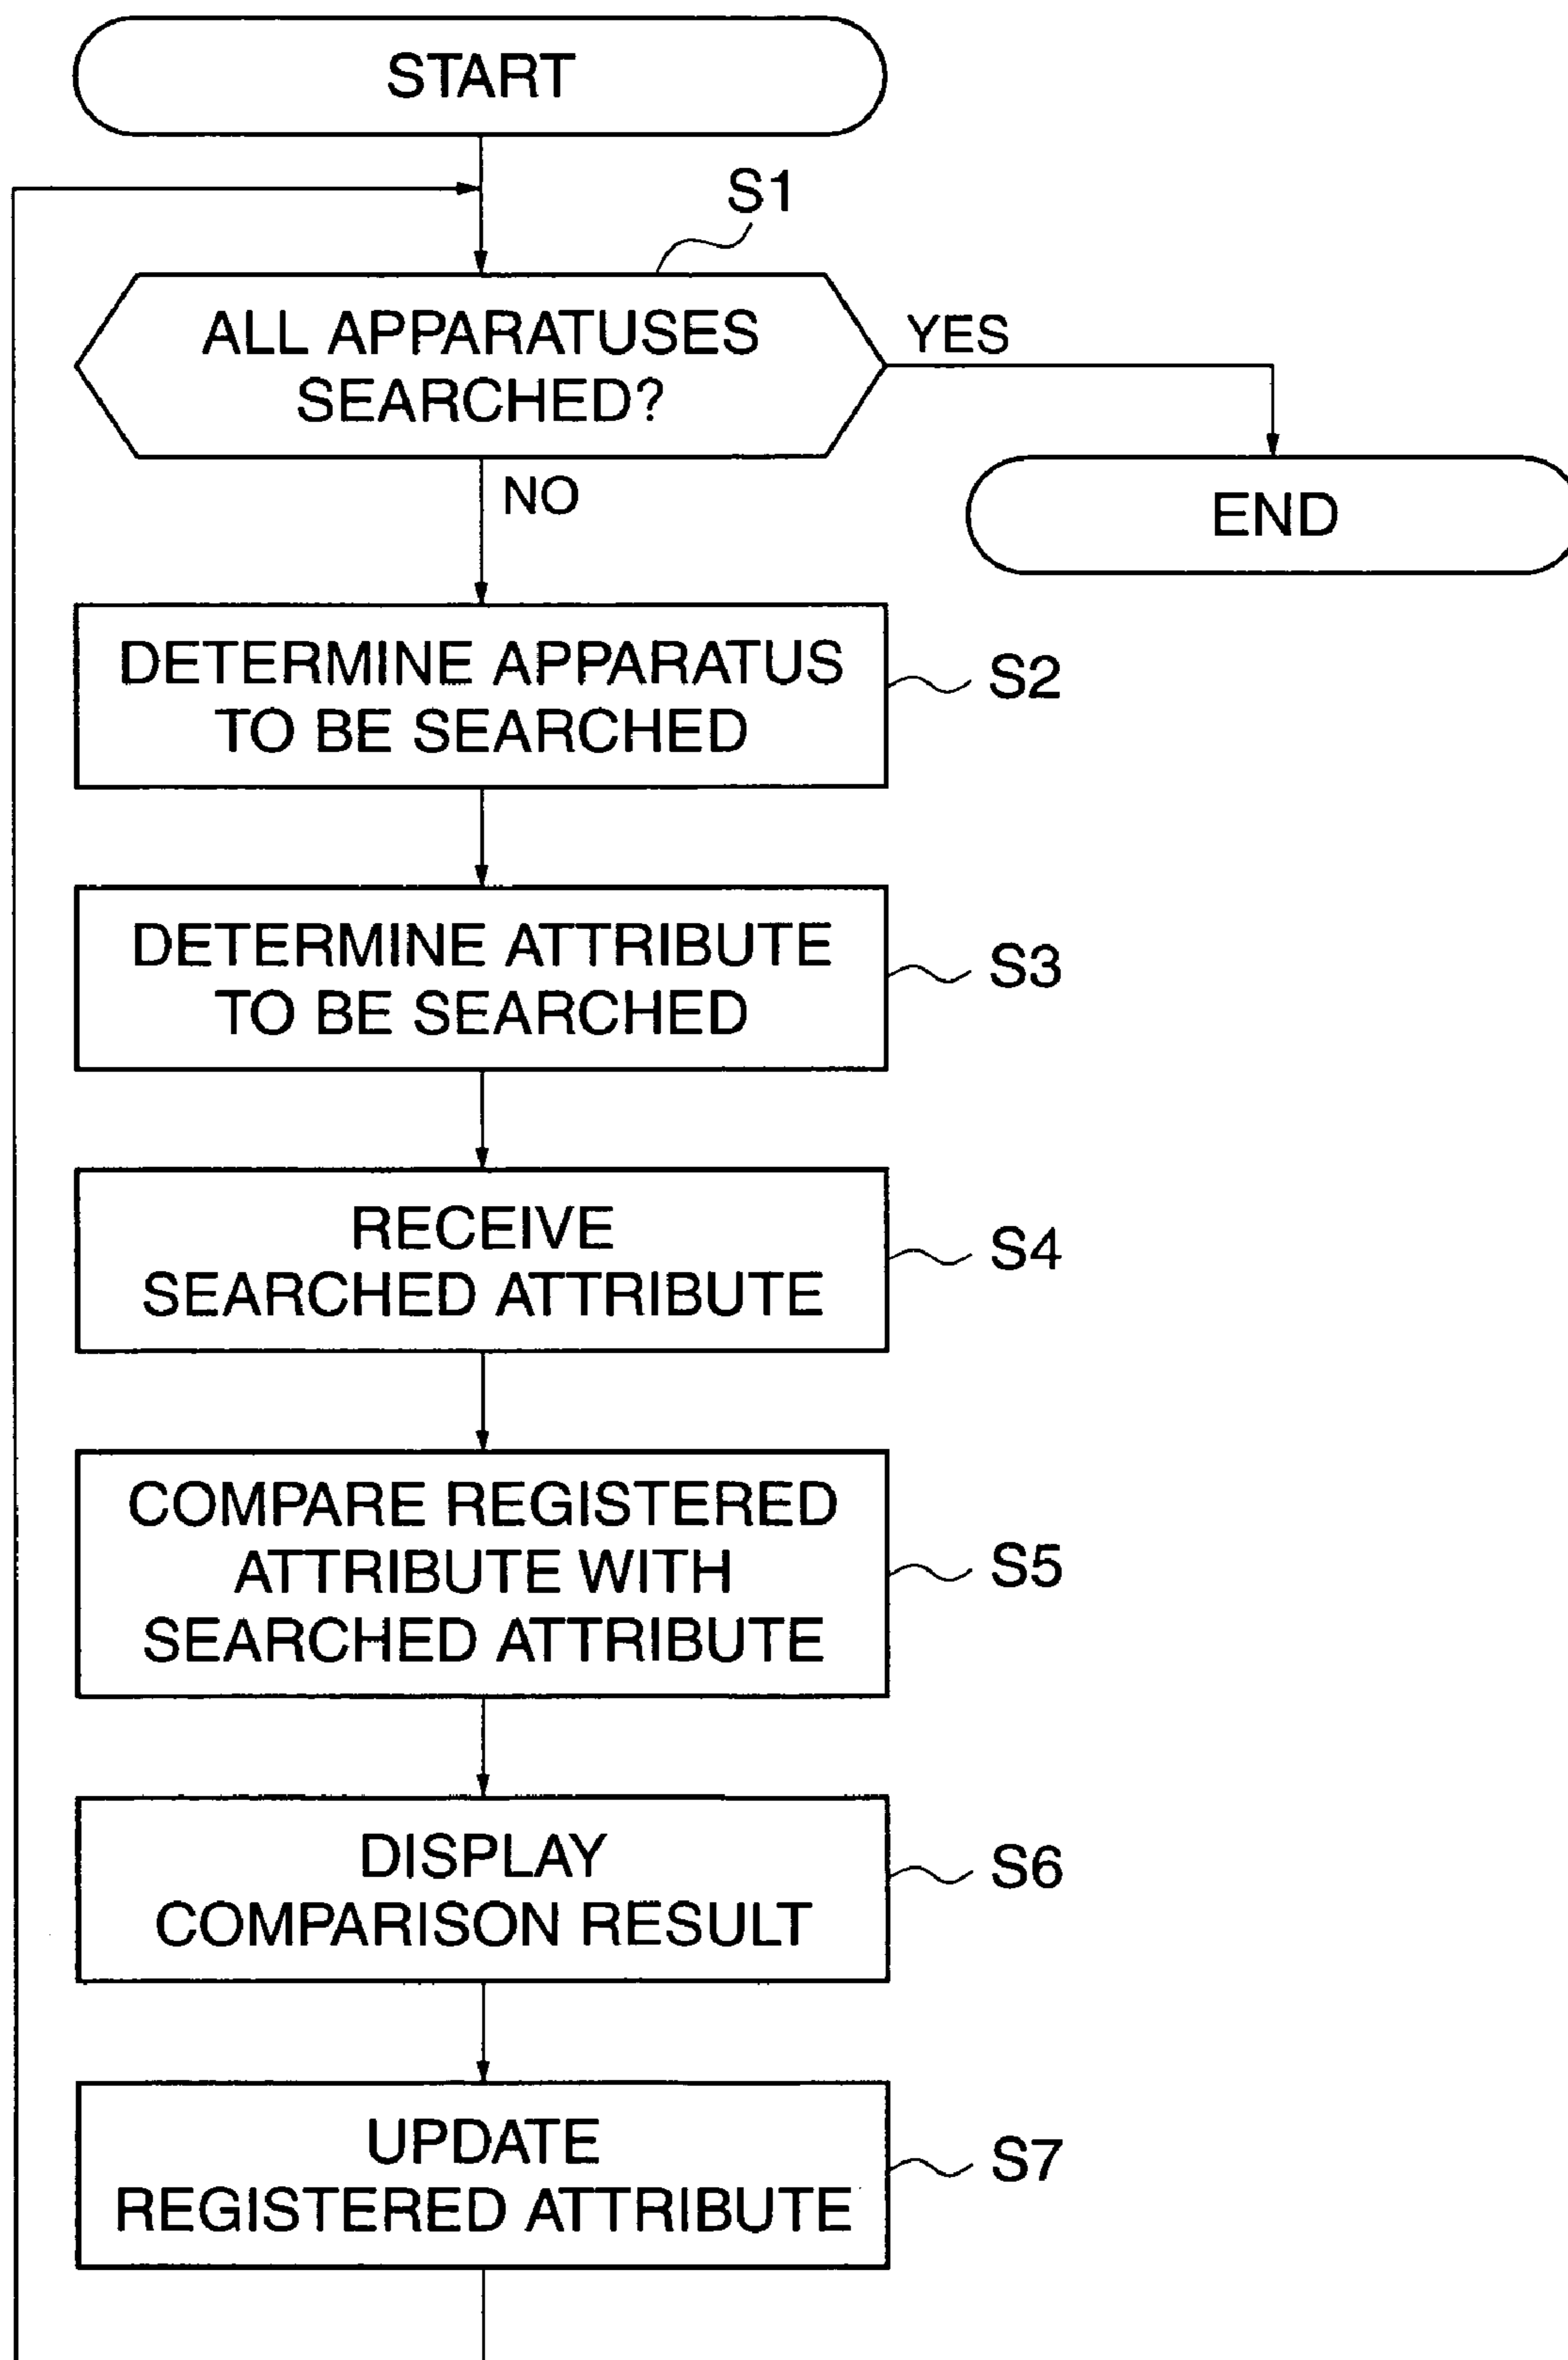 START
S1
ALL APPARATUSES
SEARCHED?
YES
NO
END
DETERMINE APPARATUS
TO BE SEARCHED
S2
DETERMINE ATTRIBUTE
TO BE SEARCHED
S3
RECEIVE
SEARCHED ATTRIBUTE
S4
COMPARE REGISTERED
ATTRIBUTE WITH
SEARCHED ATTRIBUTE
S5
DISPLAY
COMPARISON RESULT
S6
UPDATE
REGISTERED ATTRIBUTE
S7